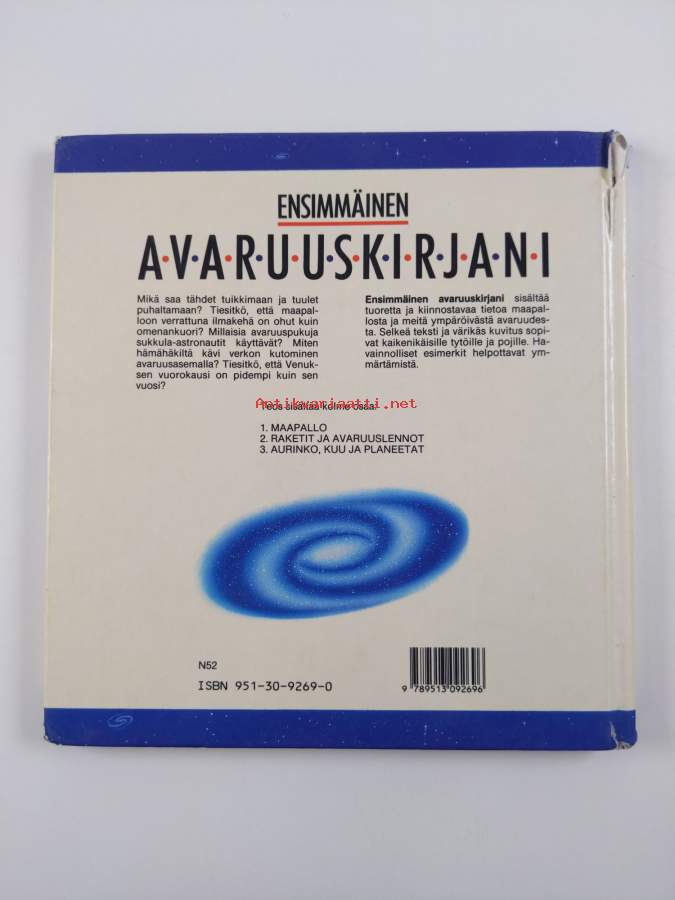 ENSIMMÄINEN
A·V·A·R·U·U·S·K·I·R·J·A·N·I
Mikä saa tähdet tuikkimaan ja tuulet
puhaltamaan? Tiesitkö, että maapal-
loon verrattuna ilmakehä on ohut kuin
omenankuori? Millaisia avaruuspukuja
sukkula-astronautit käyttävät? Miten
hämähäkiltä kävi verkon kutominen
avaruusasemalla? Tiesitkö, että Venuk-
sen vuorokausi on pidempi kuin sen
vuosi?
Ensimmäinen avaruuskirjani sisältää
tuoretta ja kiinnostavaa tietoa maapal-
losta ja meitä ympäröivästä avaruudes-
ta. Selkeä teksti ja värikäs kuvitus sopi-
vat kaikenikäisille tytöille ja pojille. Ha-
vainnolliset esimerkit helpottavat ym-
märtämistä.
Antikvariaatti.net
Teos sisältää kolme osaa:
1. MAAPALLO
2. RAKETIT JA AVARUUSLENNOT
3. AURINKO, KUU JA PLANEETAT
N52
ISBN 951-30-9269-0
9 789513 092696